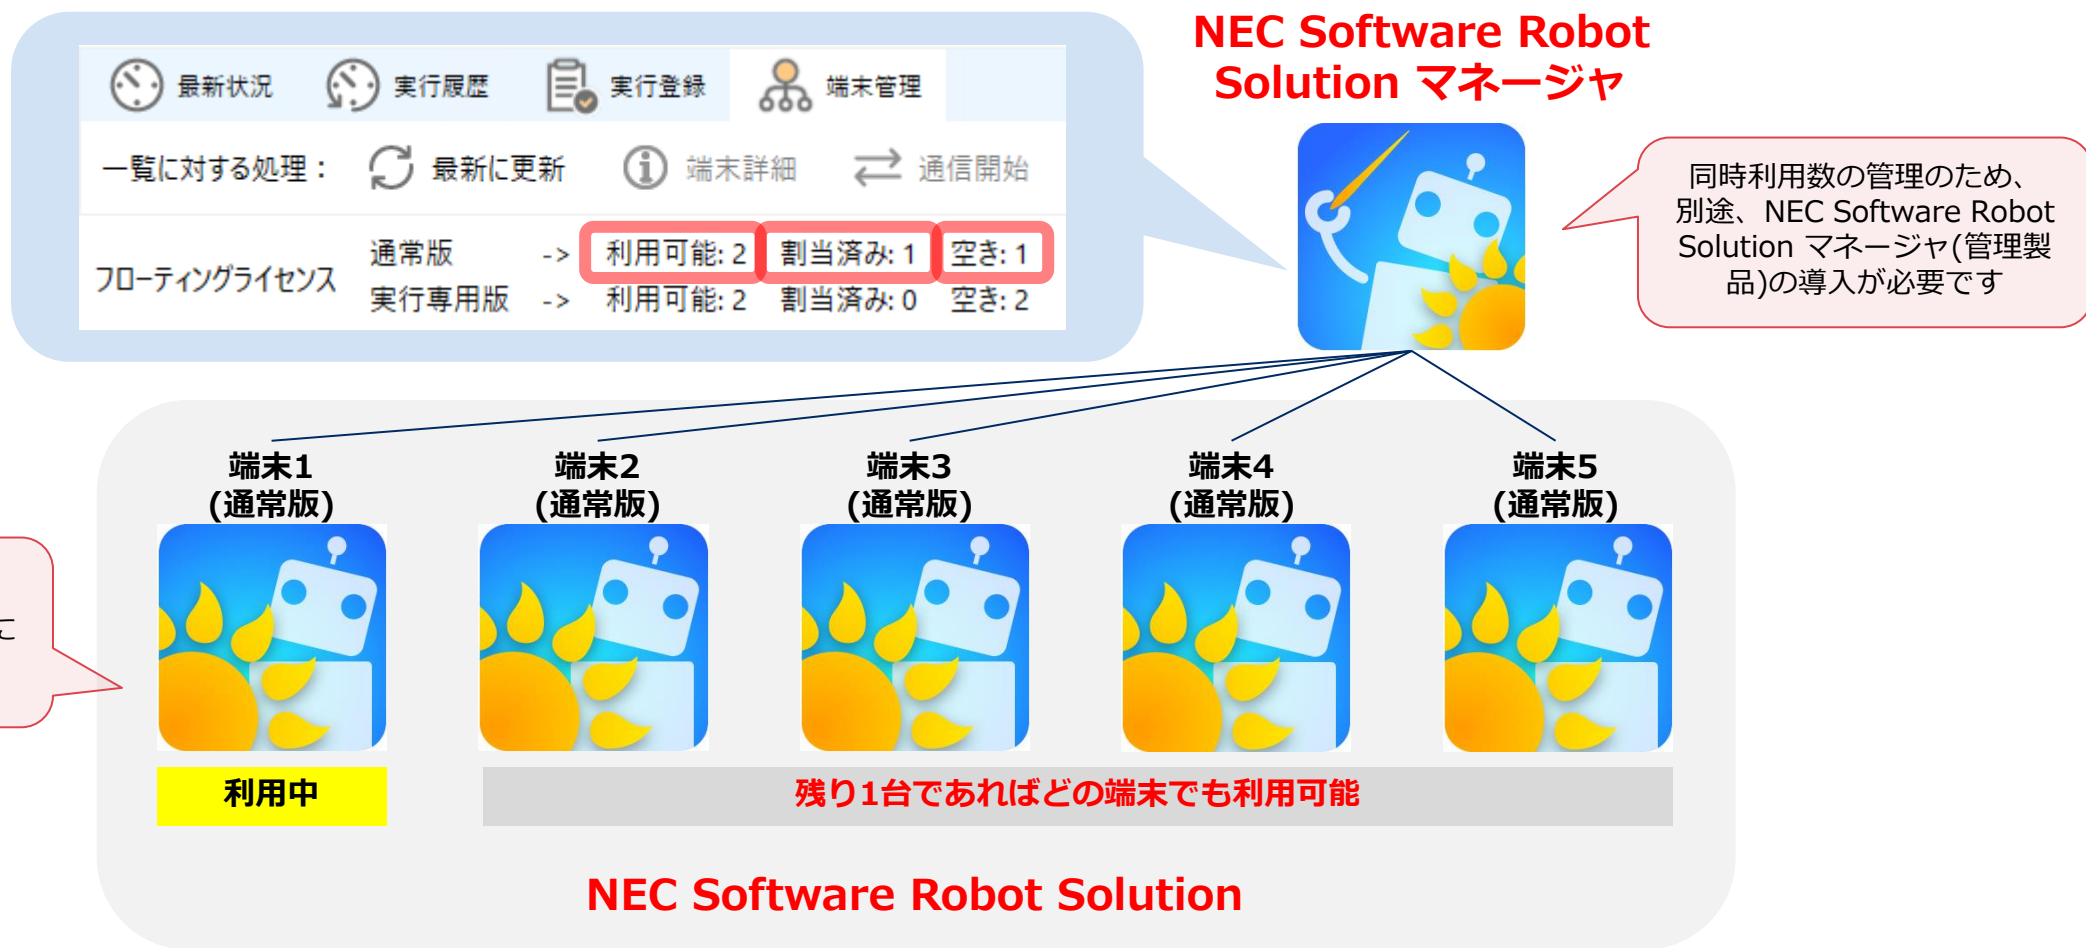 NEC Software Robot
Solution マネージャ
最新状況 実行履歴 実行登録 端末管理
一覧に対する処理： 最新に更新 端末詳細 通信開始
フローティングライセンス
通常版 -> 利用可能: 2 割当済み: 1 空き: 1
実行専用版 -> 利用可能: 2 割当済み: 0 空き: 2
同時利用数の管理のため、
別途、NEC Software Robot
Solution マネージャ(管理製
品)の導入が必要です
端末1
(通常版)
端末2
(通常版)
端末3
(通常版)
端末4
(通常版)
端末5
(通常版)
に
利用中
残り1台であればどの端末でも利用可能
NEC Software Robot Solution